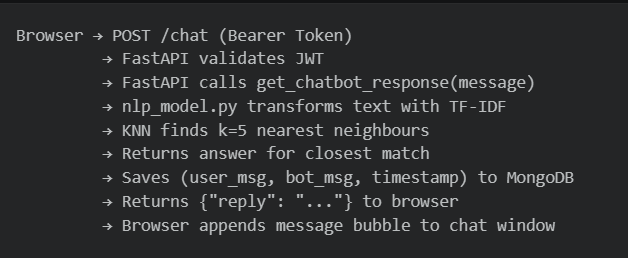 Browser → POST /chat (Bearer Token)
→ FastAPI validates JWT
→ FastAPI calls get_chatbot_response(message)
→ nlp_model.py transforms text with TF-IDF
→ KNN finds k=5 nearest neighbours
→ Returns answer for closest match
→ Saves (user_msg, bot_msg, timestamp) to MongoDB
→ Returns {"reply": "..."} to browser
→ Browser appends message bubble to chat window